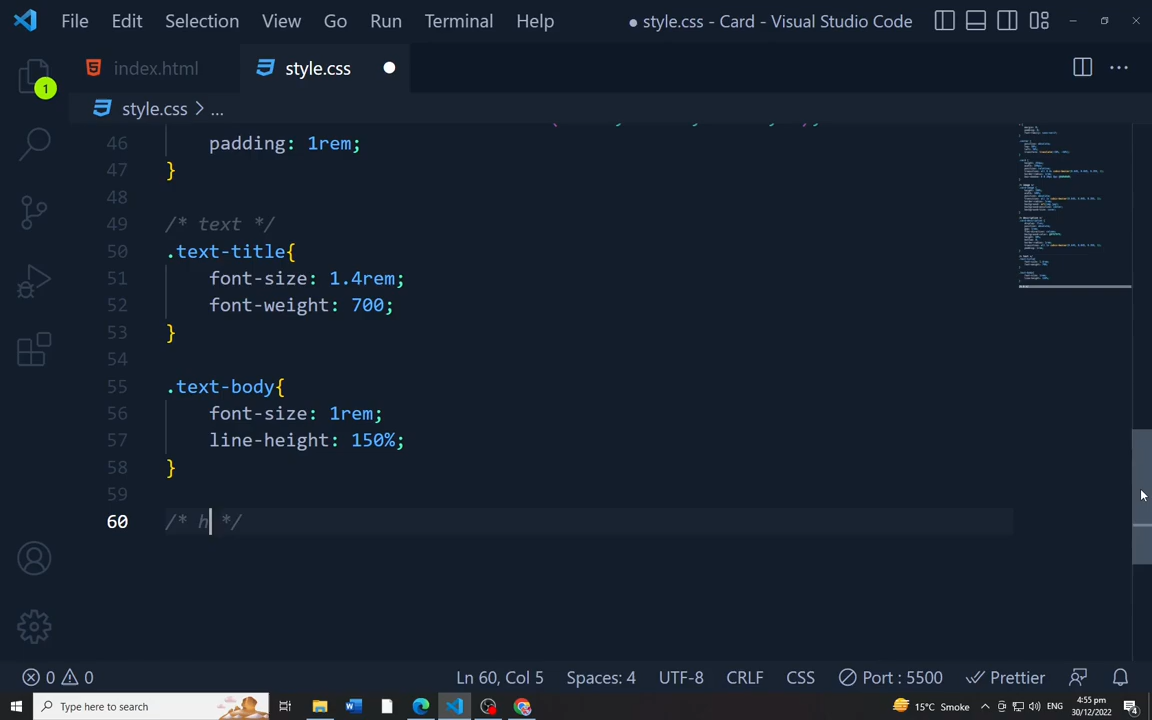 File Edit Selection View Go Run Terminal Help ● style.css - Card - Visual Studio Code
index.html style.css
1
style.css > ...
46 padding: 1rem;
47 }
48
49 /* text */
50 .text-title{
51 font-size: 1.4rem;
52 font-weight: 700;
53 }
54
55 .text-body{
56 font-size: 1rem;
57 line-height: 150%;
58 }
59
60 /* h */
0 0 Ln 60, Col 5 Spaces: 4 UTF-8 CRLF CSS Port : 5500 Prettier
Type here to search 15°C Smoke ENG 4:55 pm
30/12/2022 4